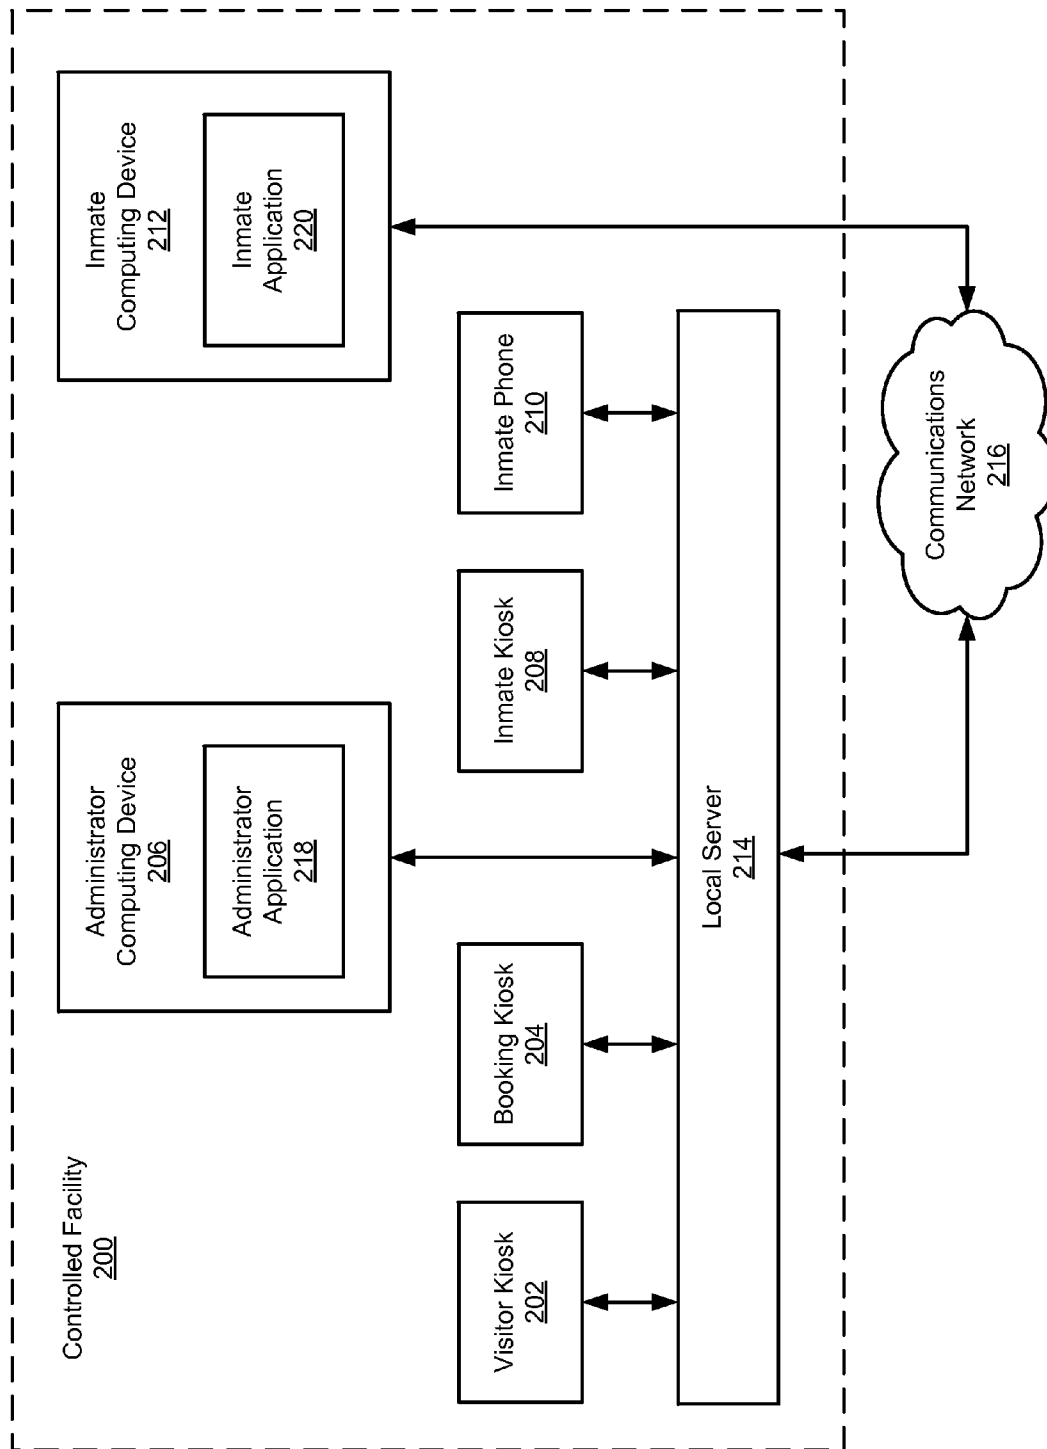 Controlled Facility
200
Administrator
Computing Device
206
Administrator
Application
218
Inmate
Computing Device
212
Inmate
Application
220
Visitor Kiosk
202
Booking Kiosk
204
Inmate Kiosk
208
Inmate Phone
210
Local Server
214
Communications
Network
216